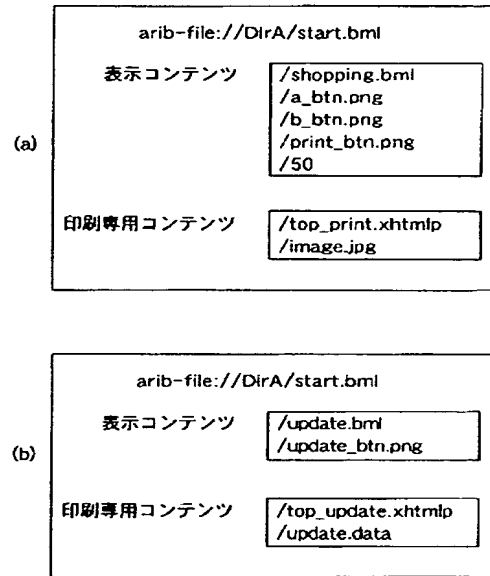 arib-file://DirA/start.bml
表示コンテンツ
/shopping.bml
/a_btn.png
/b_btn.png
/print_btn.png
/50
(a)
印刷専用コンテンツ
/top_print.xhtmlp
/image.jpg
arib-file://DirA/start.bml
表示コンテンツ
/update.bml
/update_btn.png
(b)
印刷専用コンテンツ
/top_update.xhtmlp
/update.data